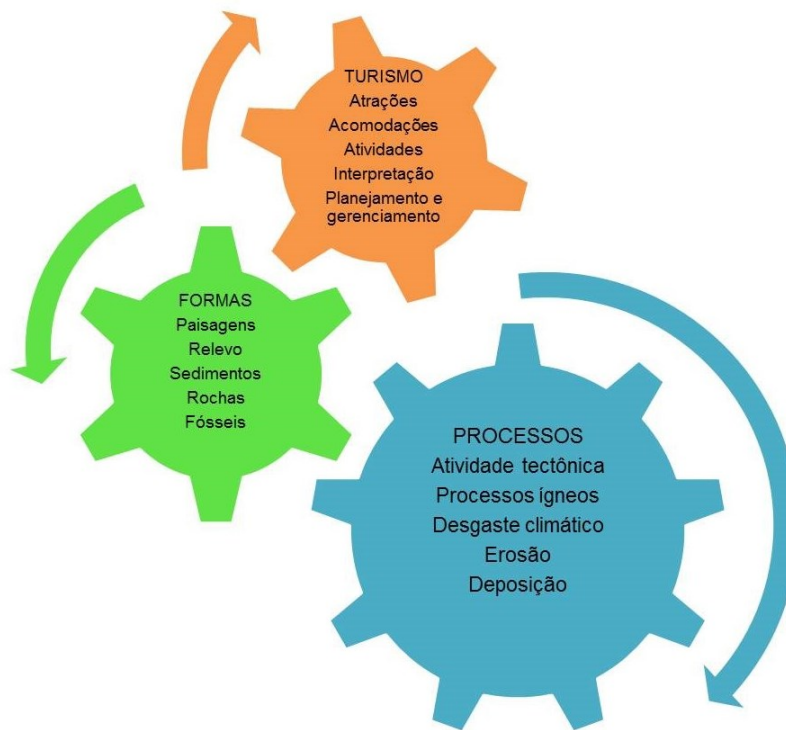 TURISMO
Atrações
Acomodações
Atividades
Interpretação
Planejamento e
gerenciamento
FORMAS
Paisagens
Relevo
Sedimentos
Rochas
Fósseis
PROCESSOS
Atividade tectônica
Processos ígneos
Desgaste climático
Erosão
Deposição